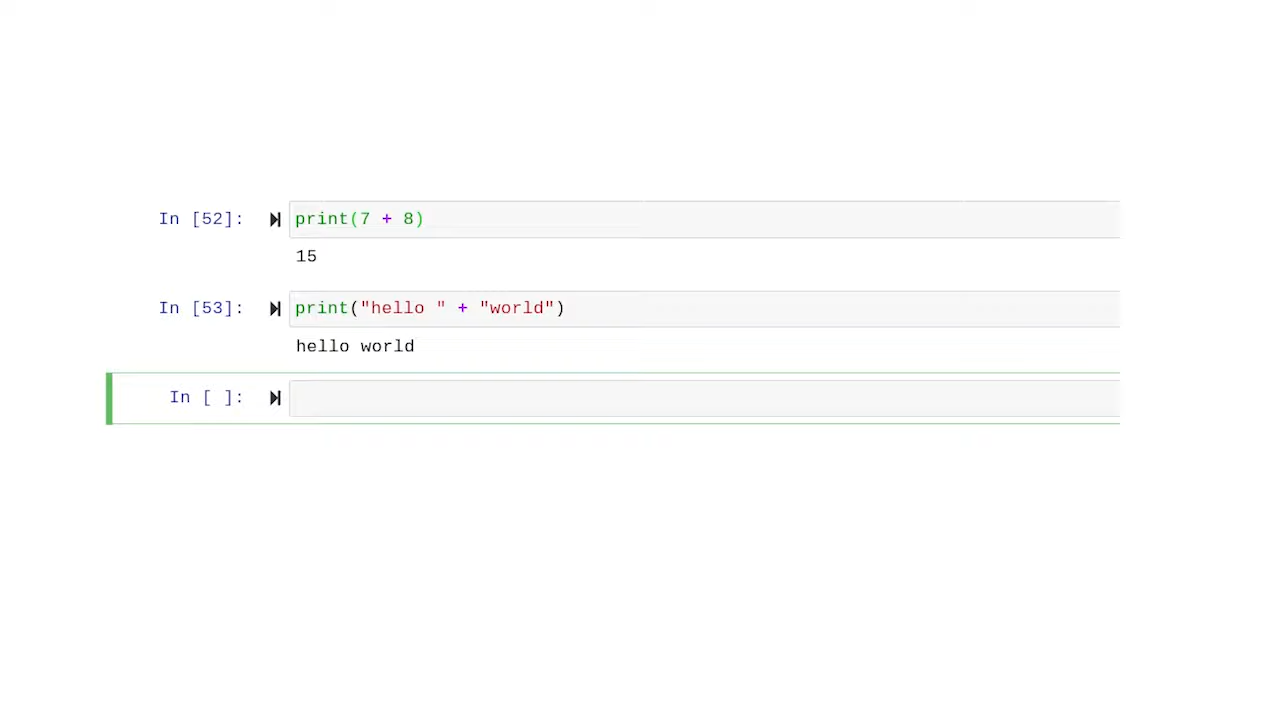 In [52]: print(7 + 8)
15
In [53]: print("hello " + "world")
hello world
In [ ]: